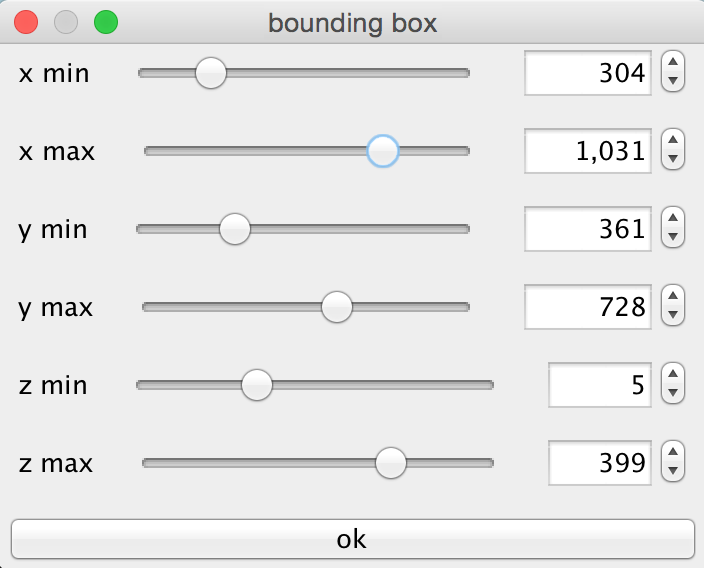 bounding box
x min 304
x max 1,031
y min 361
y max 728
z min 5
z max 399
ok